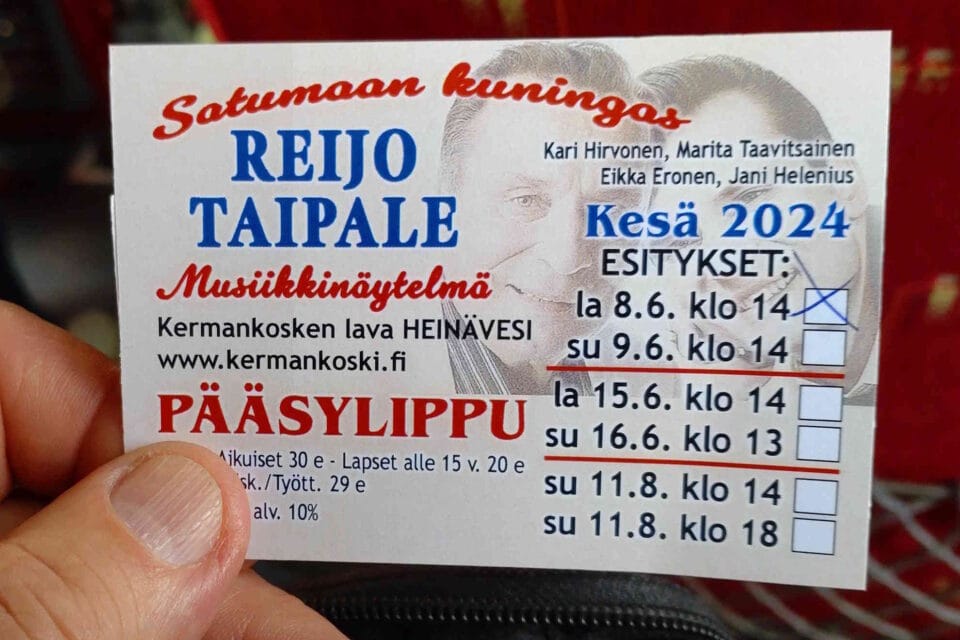 Satumaan kuningas
REIJO
TAIPALE
Musiikkinäytelmä
Kermankosken lava HEINÄVESI
www.kermankoski.fi
PÄÄSYLIPPU
Aikuiset 30 e - Lapset alle 15 v. 20 e
sk./Tyött. 29 e
alv. 10%
Kari Hirvonen, Marita Taavitsainen
Eikka Eronen, Jani Helenius
Kesä 2024
ESITYKSET:
la 8.6. klo 14
su 9.6. klo 14
la 15.6. klo 14
su 16.6. klo 13
su 11.8. klo 14
su 11.8. klo 18